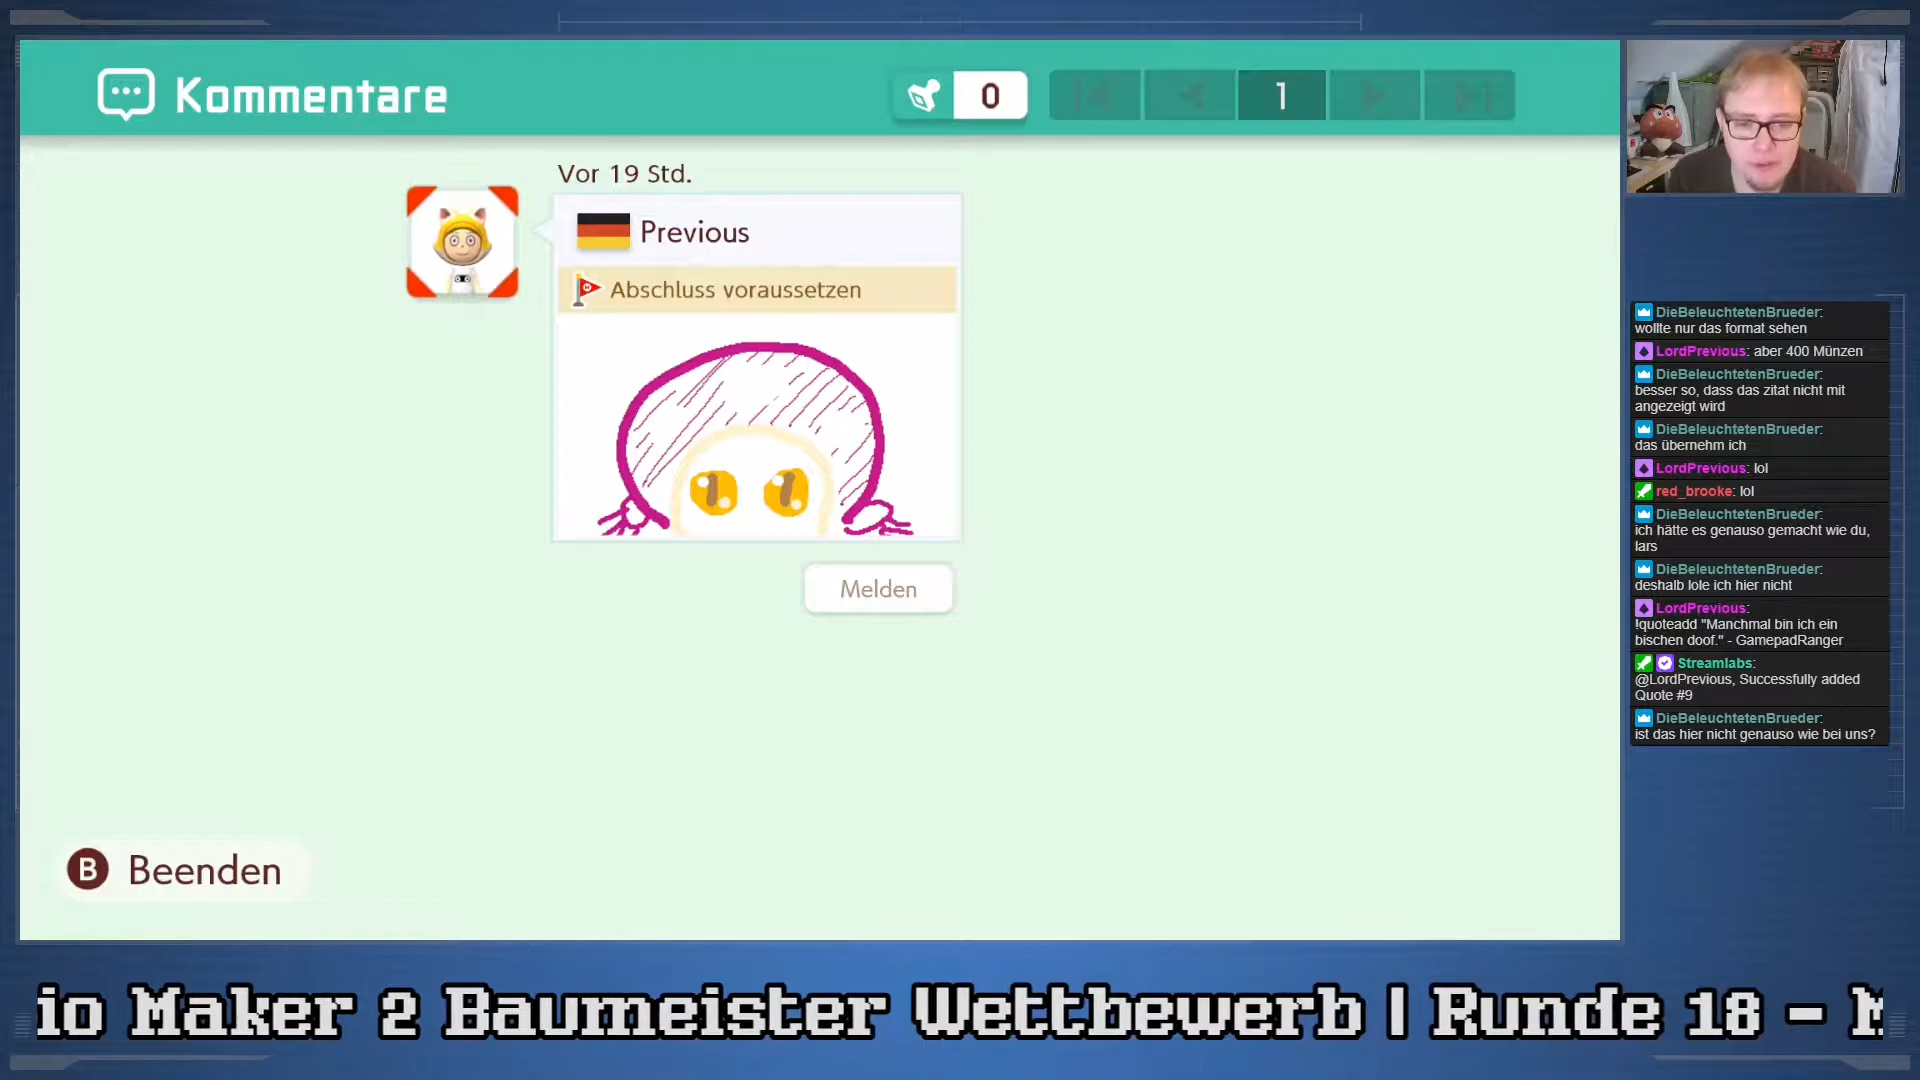 Kommentare
0
1
Vor 19 Std.
Previous
Abschluss voraussetzen
Melden
B Beenden
DieBeleuchtetenBrueder:
wollte nur das format sehen
LordPrevious: aber 400 Münzen
DieBeleuchtetenBrueder:
besser so, dass das zitat nicht mit
angezeigt wird
DieBeleuchtetenBrueder:
das übernehm ich
LordPrevious: lol
red_brooke: lol
DieBeleuchtetenBrueder:
ich hätte es genauso gemacht wie du,
lars
DieBeleuchtetenBrueder:
deshalb lole ich hier nicht
LordPrevious:
!quoteadd "Manchmal bin ich ein
bischen doof." - GamepadRanger
Streamlabs:
@LordPrevious, Successfully added
Quote #9
DieBeleuchtetenBrueder:
ist das hier nicht genauso wie bei uns?
io Maker 2 Baumeister Wettbewerb | Runde 18 - M